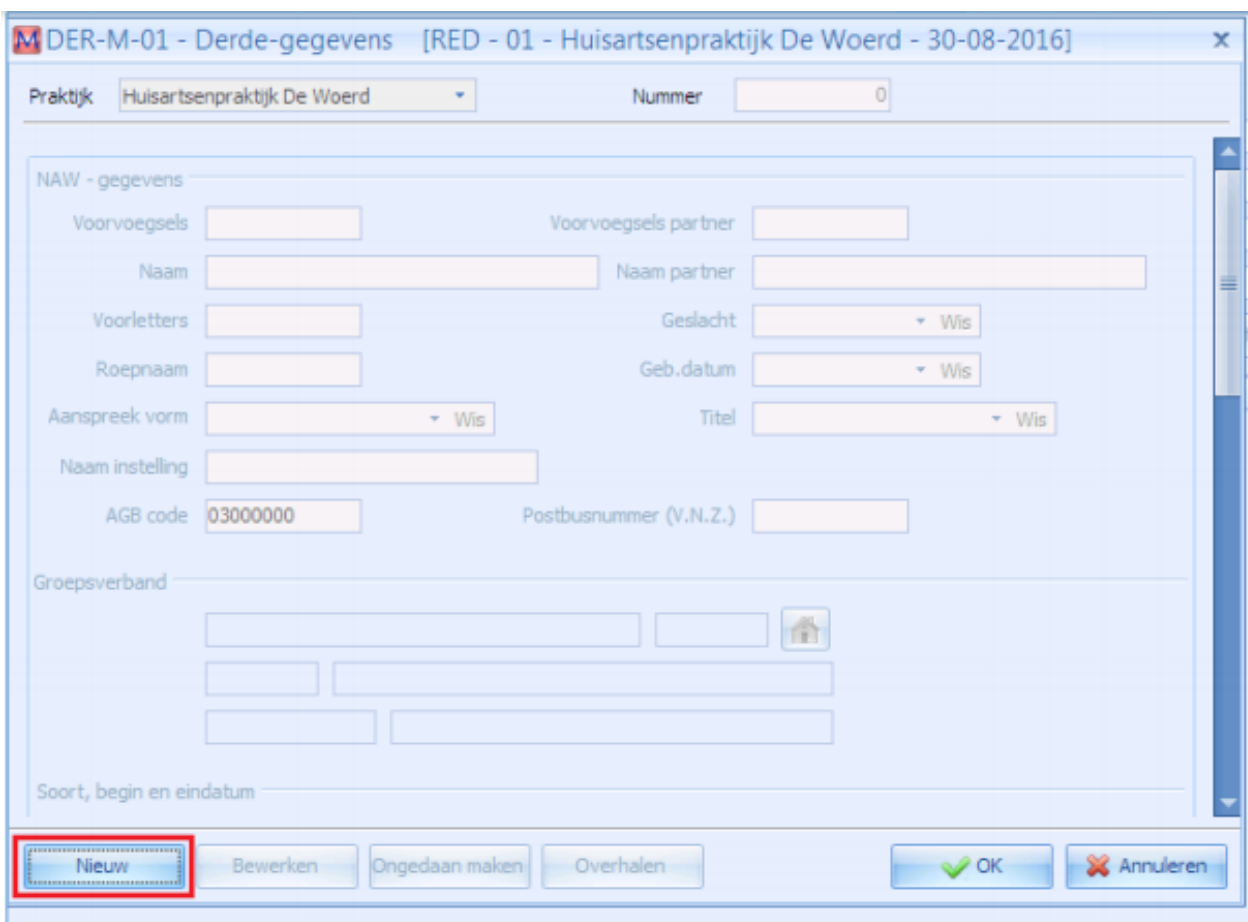 M DER-M-01 - Derde-gegevens [RED - 01 - Huisartsenpraktijk De Woerd - 30-08-2016] x
Praktijk Huisartsenpraktijk De Woerd Nummer 0
NAW - gegevens
Voorvoegsels Voorvoegsels partner
Naam Naam partner
Voorletters Geslacht Wis
Roepnaam Geb.datum Wis
Aanspreek vorm Wis Titel Wis
Naam instelling
AGB code 03000000 Postbusnummer (V.N.Z.)
Groepsverband
Soort, begin en eindatum
Nieuw Bewerken Ongedaan maken Overhalen OK Annuleren